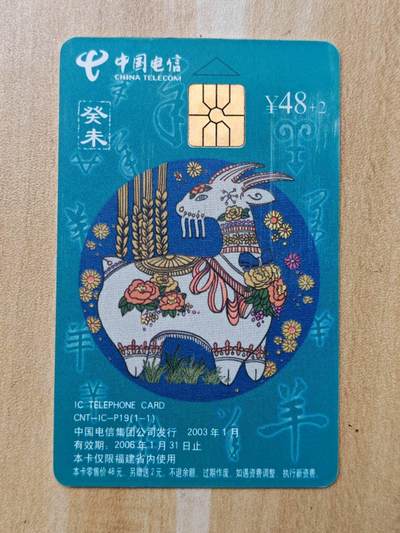 中国电信
CHINA TELECOM
¥48+2
癸未
羊
IC TELEPHONE CARD
CNT-IC-P19(1-1)
中国电信集团公司发行 2003年1月
有效期：2006年1月31日止
本卡仅限福建省内使用
本卡零售价48元，另赠送2元，不退余额，过期作废，如遇资费调整，执行新资费。